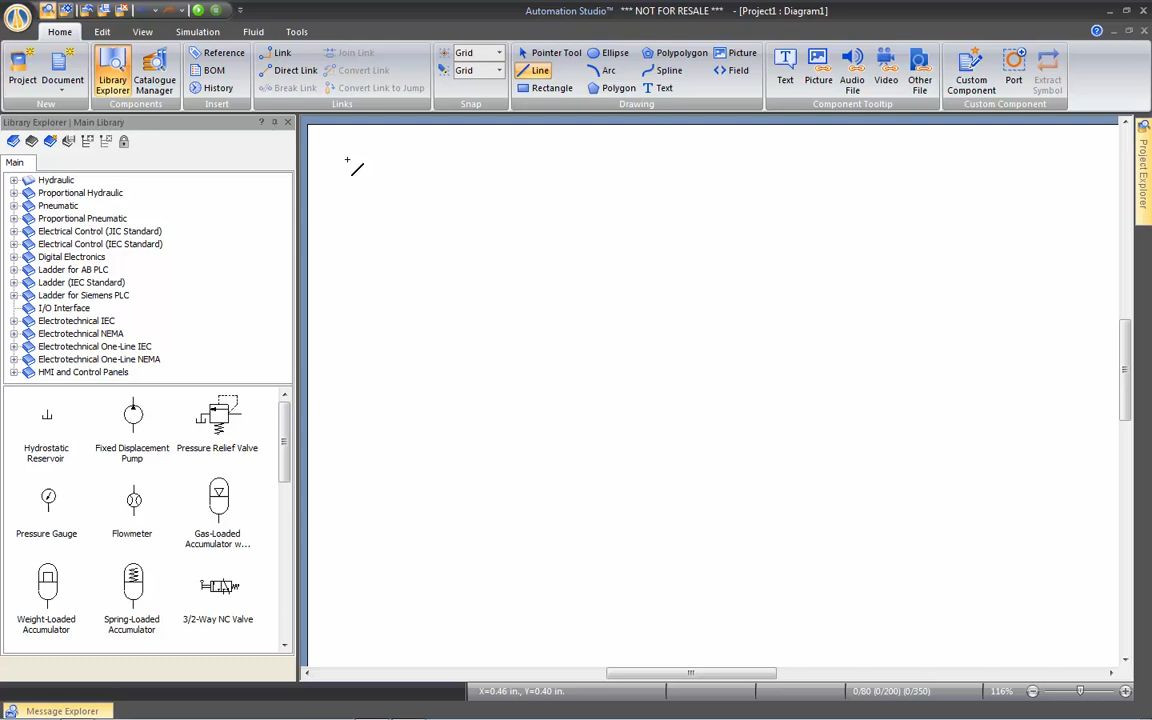 Automation Studio™ *** NOT FOR RESALE *** - [Project1 : Diagram1]
Home Edit View Simulation Fluid Tools
Project Document
New
Library Explorer Catalogue Manager
Components
Reference
BOM
History
Insert
Link Join Link
Direct Link Convert Link
Break Link Convert Link to Jump
Links
Grid
Grid
Snap
Pointer Tool Ellipse Polypolygon Picture
Line Arc Spline Field
Rectangle Polygon Text
Drawing
Text Picture Audio File Video Other File
Component Tooltip
Custom Component Port Extract Symbol
Custom Component
Library Explorer | Main Library
Main
Hydraulic
Proportional Hydraulic
Pneumatic
Proportional Pneumatic
Electrical Control (JIC Standard)
Electrical Control (IEC Standard)
Digital Electronics
Ladder for AB PLC
Ladder (IEC Standard)
Ladder for Siemens PLC
I/O Interface
Electrotechnical IEC
Electrotechnical NEMA
Electrotechnical One-Line IEC
Electrotechnical One-Line NEMA
HMI and Control Panels
Hydrostatic Reservoir
Fixed Displacement Pump
Pressure Relief Valve
Pressure Gauge
Flowmeter
Gas-Loaded Accumulator w...
Weight-Loaded Accumulator
Spring-Loaded Accumulator
3/2-Way NC Valve
Project Explorer
X=0.46 in., Y=0.40 in.
0/80 (0/200) (0/350)
116%
Message Explorer